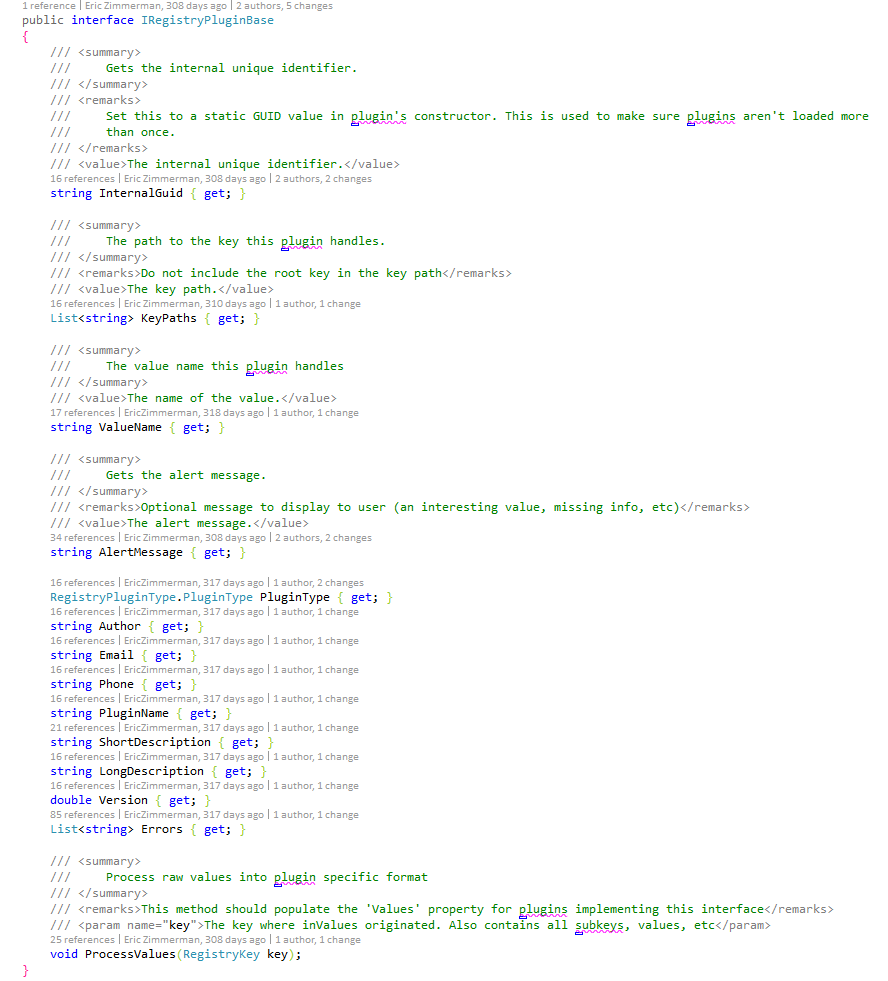 1 reference | Eric Zimmerman, 308 days ago | 2 authors, 5 changes
public interface IRegistryPluginBase
{
/// <summary>
///     Gets the internal unique identifier.
/// </summary>
/// <remarks>
///     Set this to a static GUID value in plugin's constructor. This is used to make sure plugins aren't loaded more
///     than once.
/// </remarks>
/// <value>The internal unique identifier.</value>
16 references | Eric Zimmerman, 308 days ago | 2 authors, 2 changes
string InternalGuid { get; }
/// <summary>
///     The path to the key this plugin handles.
/// </summary>
/// <remarks>Do not include the root key in the key path</remarks>
/// <value>The key path.</value>
16 references | Eric Zimmerman, 310 days ago | 1 author, 1 change
List<string> KeyPaths { get; }
/// <summary>
///     The value name this plugin handles
/// </summary>
/// <value>The name of the value.</value>
17 references | EricZimmerman, 318 days ago | 1 author, 1 change
string ValueName { get; }
/// <summary>
///     Gets the alert message.
/// </summary>
/// <remarks>Optional message to display to user (an interesting value, missing info, etc)</remarks>
/// <value>The alert message.</value>
34 references | Eric Zimmerman, 308 days ago | 2 authors, 2 changes
string AlertMessage { get; }
16 references | EricZimmerman, 317 days ago | 1 author, 2 changes
RegistryPluginType.PluginType PluginType { get; }
16 references | EricZimmerman, 317 days ago | 1 author, 1 change
string Author { get; }
16 references | EricZimmerman, 317 days ago | 1 author, 1 change
string Email { get; }
16 references | EricZimmerman, 317 days ago | 1 author, 1 change
string Phone { get; }
16 references | EricZimmerman, 317 days ago | 1 author, 1 change
string PluginName { get; }
21 references | EricZimmerman, 317 days ago | 1 author, 1 change
string ShortDescription { get; }
16 references | EricZimmerman, 317 days ago | 1 author, 1 change
string LongDescription { get; }
16 references | EricZimmerman, 317 days ago | 1 author, 1 change
double Version { get; }
85 references | EricZimmerman, 317 days ago | 1 author, 1 change
List<string> Errors { get; }
/// <summary>
///     Process raw values into plugin specific format
/// </summary>
/// <remarks>This method should populate the 'Values' property for plugins implementing this interface</remarks>
/// <param name="key">The key where inValues originated. Also contains all subkeys, values, etc</param>
25 references | Eric Zimmerman, 308 days ago | 1 author, 1 change
void ProcessValues(RegistryKey key);
}